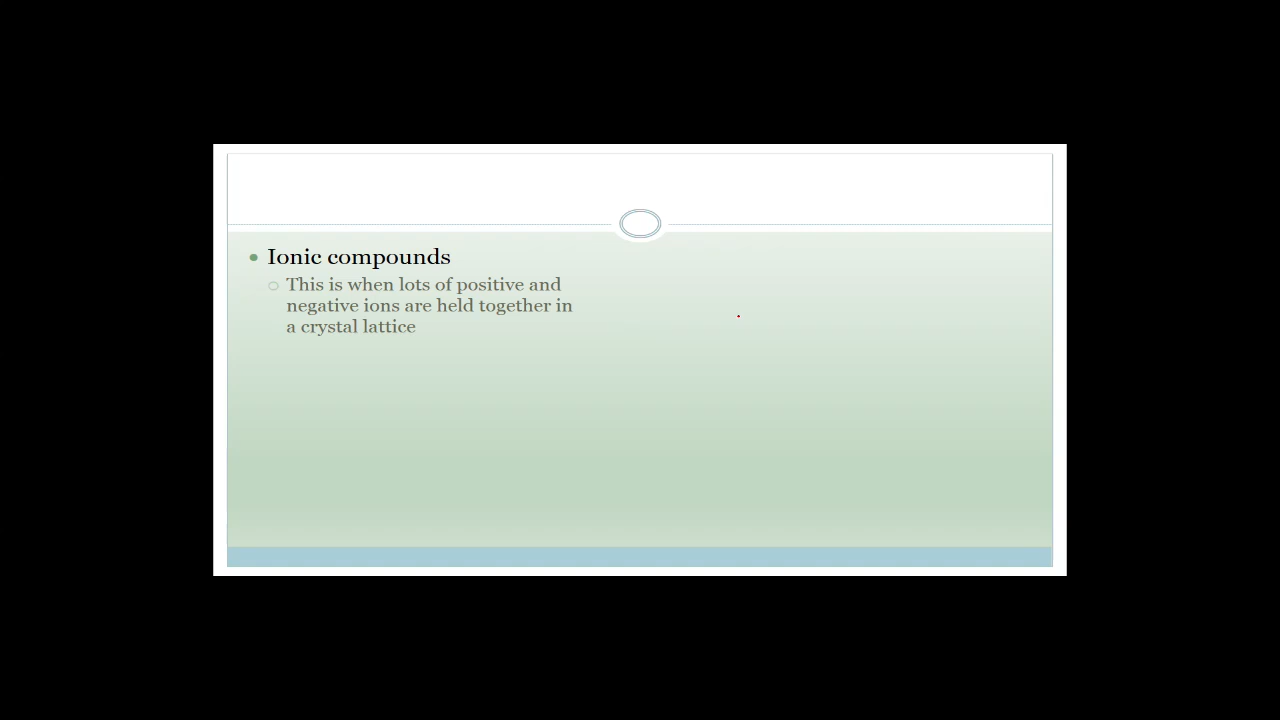 Ionic compounds
This is when lots of positive and
negative ions are held together in
a crystal lattice